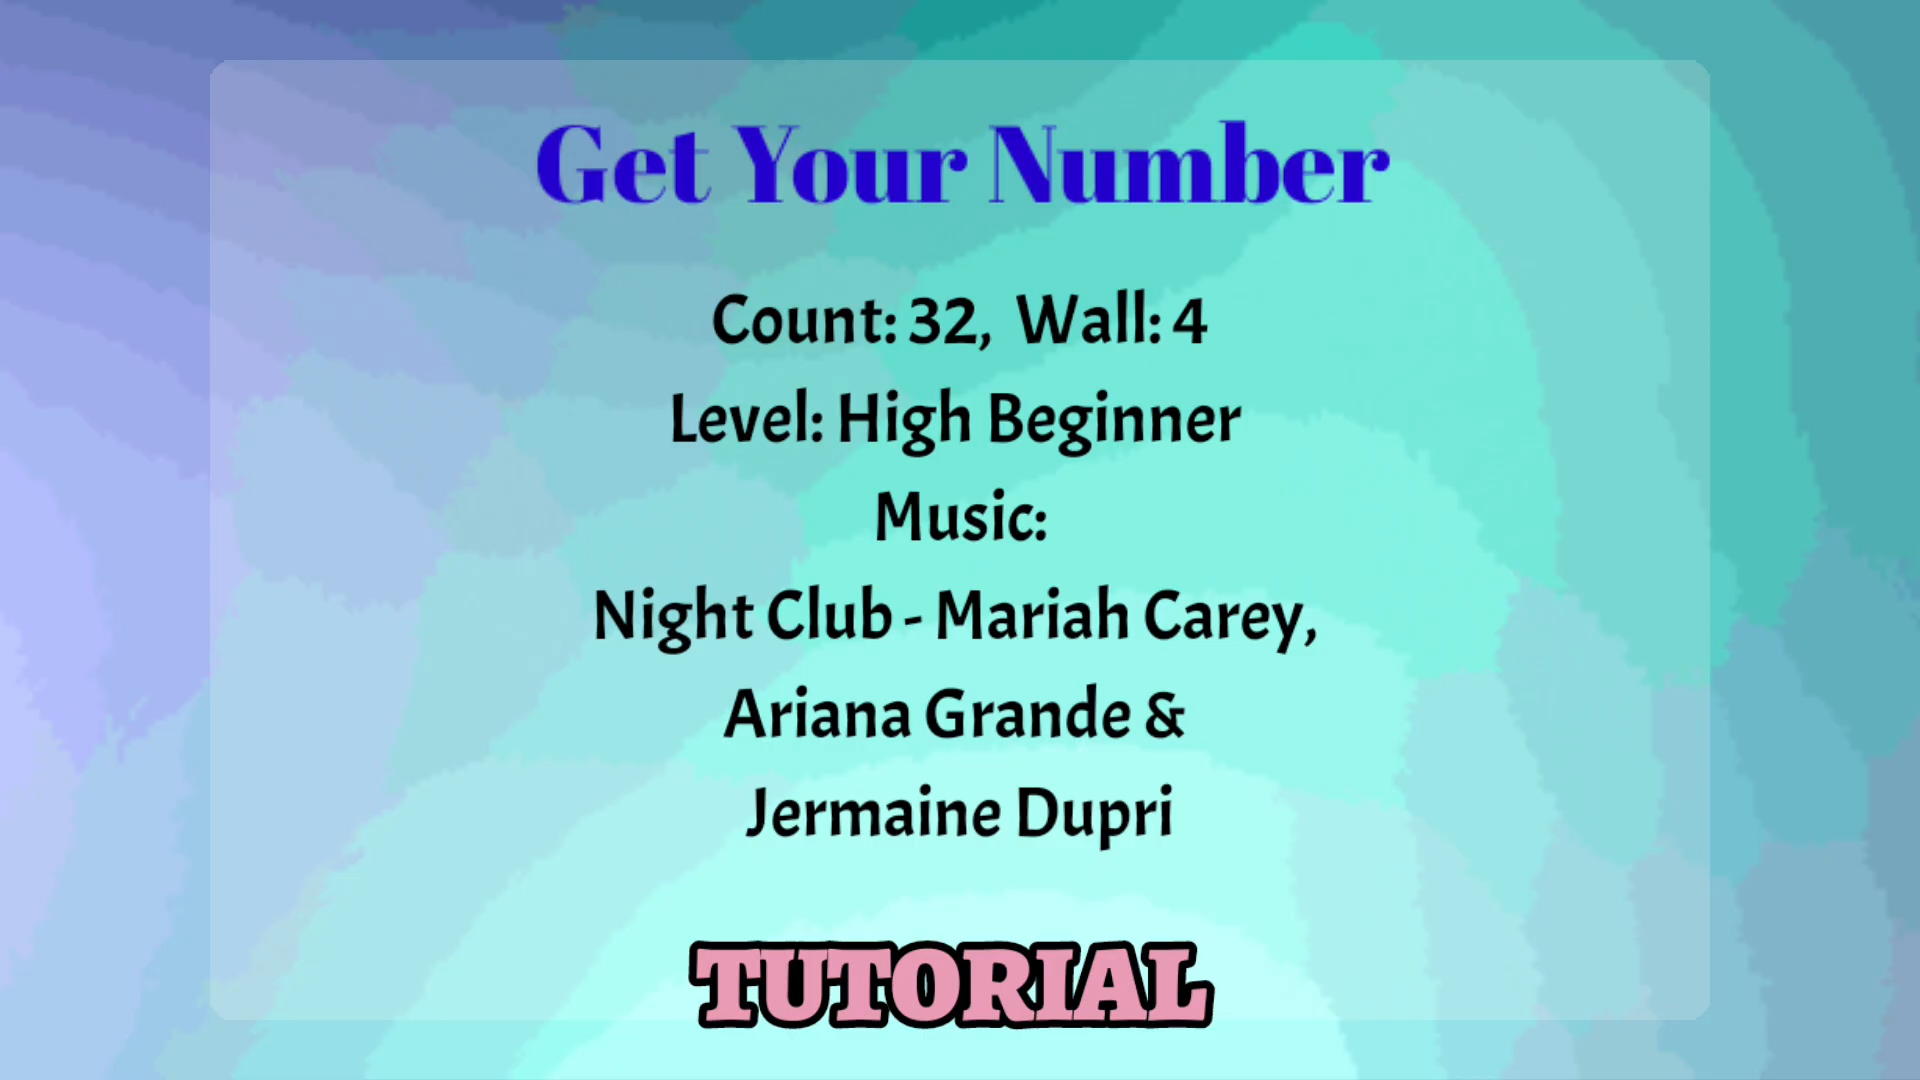 Get Your Number
Count: 32, Wall: 4
Level: High Beginner
Music:
Night Club - Mariah Carey,
Ariana Grande &
Jermaine Dupri
TUTORIAL